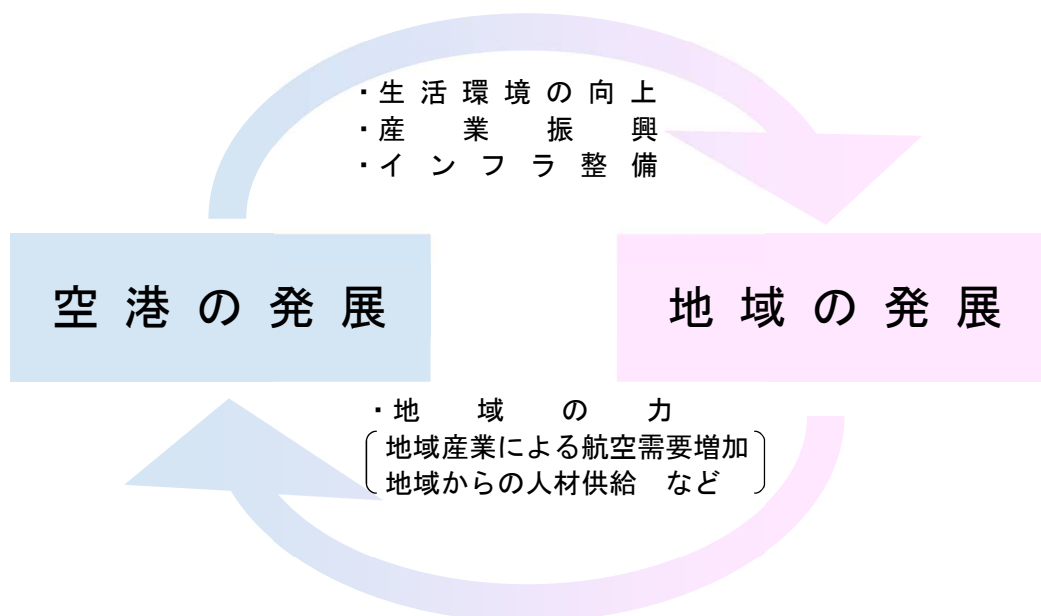 ・生活環境の向上
・産業振興
・インフラ整備
空港の発展
地域の発展
・地域の力
地域産業による航空需要増加
地域からの人材供給　など